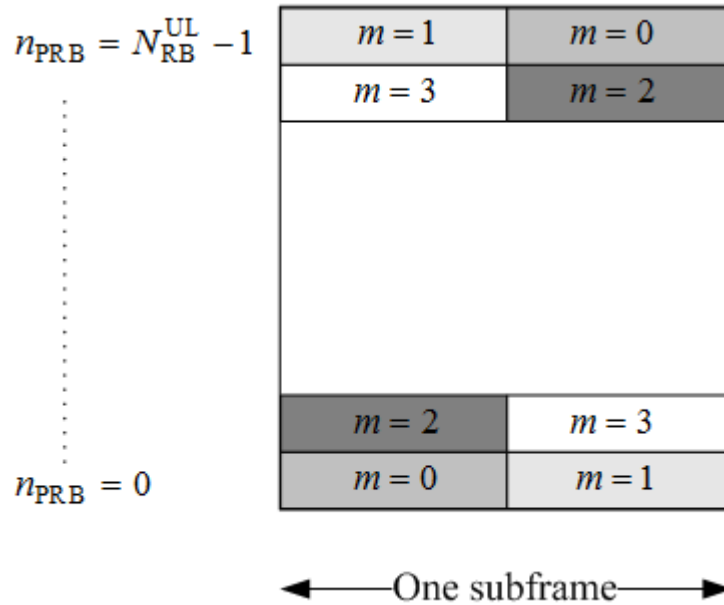 n_PRB = N_RB^UL − 1 m = 1 m = 0
m = 3 m = 2
m = 2 m = 3
n_PRB = 0 m = 0 m = 1
One subframe